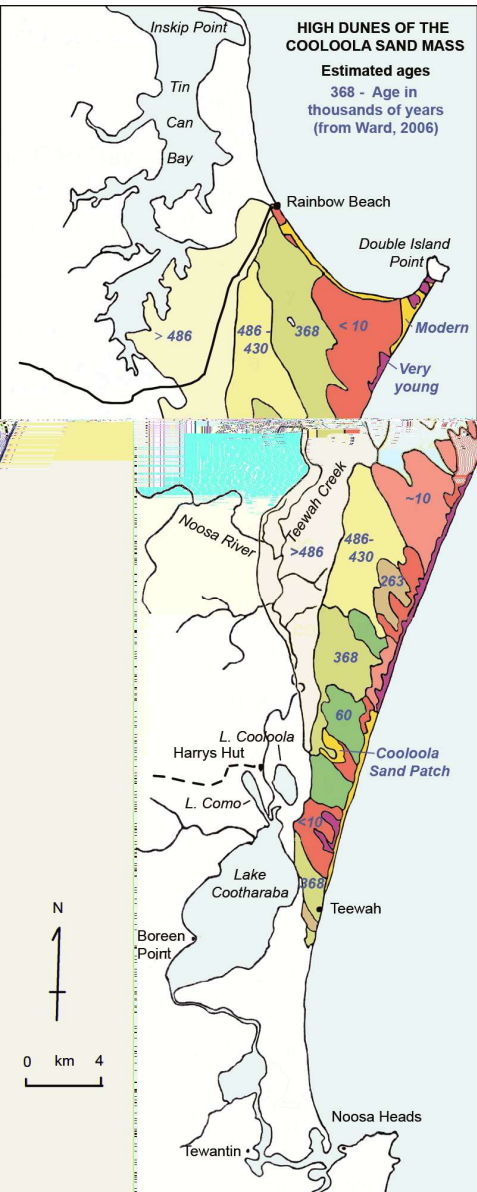 HIGH DUNES OF THE
COOLOOLA SAND MASS
Estimated ages
368 - Age in
thousands of years
(from Ward, 2006)
Inskip Point
Tin
Can
Bay
Rainbow Beach
Double Island
Point
> 486
486 -
430
368
< 10
Modern
Very
young
Teewah Creek
Noosa River
~10
>486
486-
430
263
368
60
L. Cooloola
Harrys Hut
Cooloola
Sand Patch
L. Como
<10
Lake
Cootharaba
368
Teewah
N
Boreen
Point
0 km 4
Noosa Heads
Tewantin